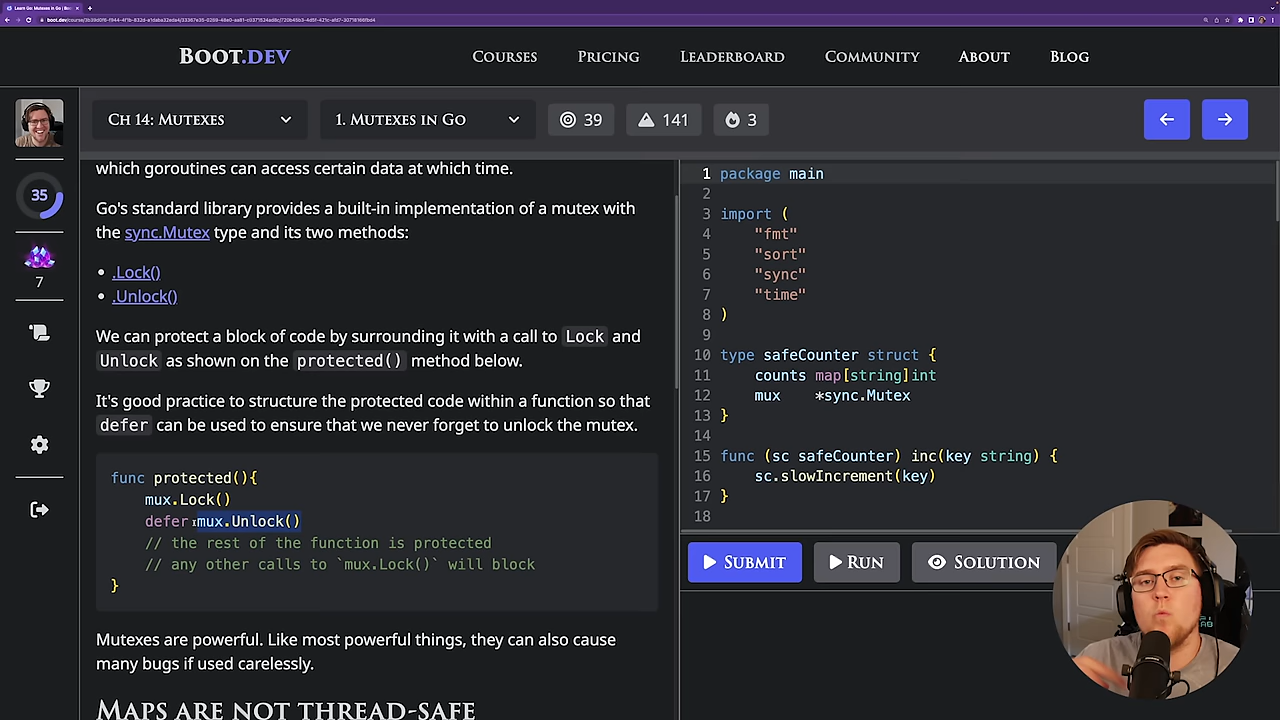 Learn Go: Mutexes in Go | Boot
BOOT.DEV
COURSES
PRICING
LEADERBOARD
COMMUNITY
ABOUT
BLOG
CH 14: MUTEXES
1. MUTEXES IN GO
39
141
3
35
7
which goroutines can access certain data at which time.
Go's standard library provides a built-in implementation of a mutex with
the sync.Mutex type and its two methods:
• .Lock()
• .Unlock()
We can protect a block of code by surrounding it with a call to Lock and
Unlock as shown on the protected() method below.
It's good practice to structure the protected code within a function so that
defer can be used to ensure that we never forget to unlock the mutex.
func protected(){
mux.Lock()
defer mux.Unlock()
// the rest of the function is protected
// any other calls to `mux.Lock()` will block
}
Mutexes are powerful. Like most powerful things, they can also cause
many bugs if used carelessly.
MAPS ARE NOT THREAD-SAFE
1 package main
2
3 import (
4 "fmt"
5 "sort"
6 "sync"
7 "time"
8 )
9
10 type safeCounter struct {
11 counts map[string]int
12 mux *sync.Mutex
13 }
14
15 func (sc safeCounter) inc(key string) {
16 sc.slowIncrement(key)
17 }
18
SUBMIT
RUN
SOLUTION